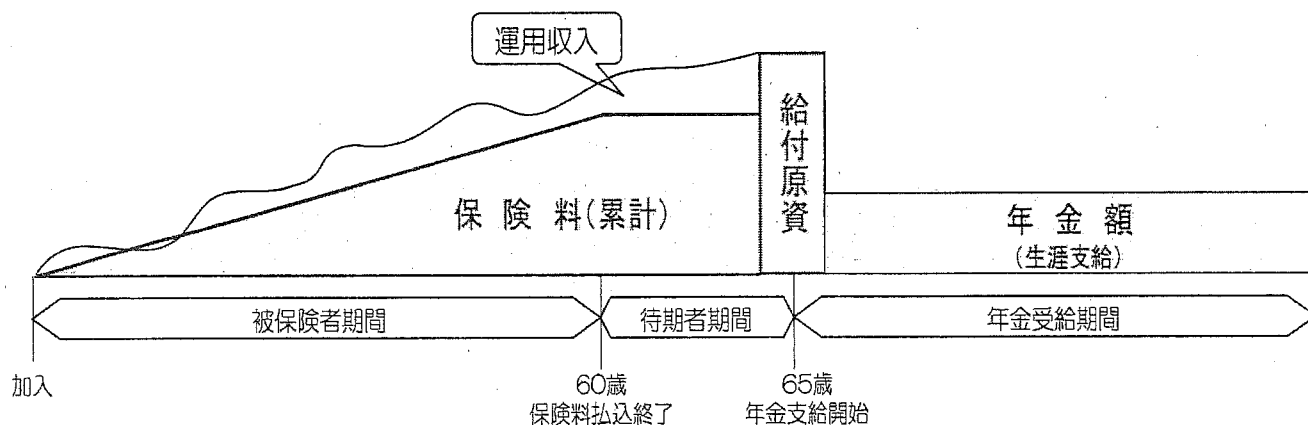 運用収入
給付原資
保険料(累計)
年金額
(生涯支給)
被保険者期間
待期者期間
年金受給期間
加入
60歳
保険料払込終了
65歳
年金支給開始